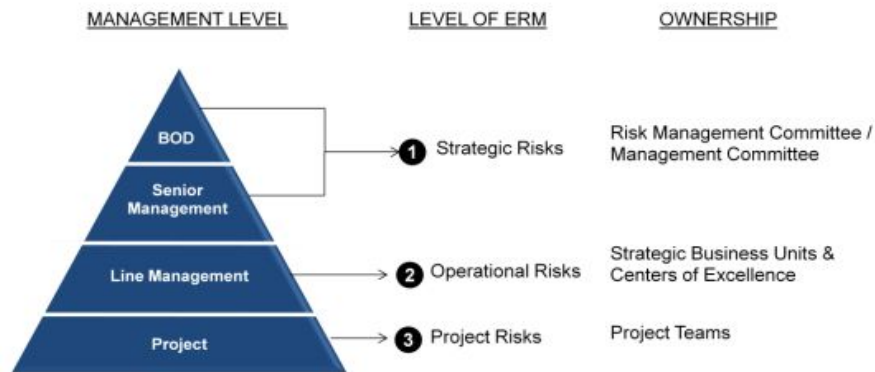 MANAGEMENT LEVEL
LEVEL OF ERM
OWNERSHIP
BOD
1 Strategic Risks
Risk Management Committee /
Management Committee
Senior
Management
Line Management
2 Operational Risks
Strategic Business Units &
Centers of Excellence
Project
3 Project Risks
Project Teams